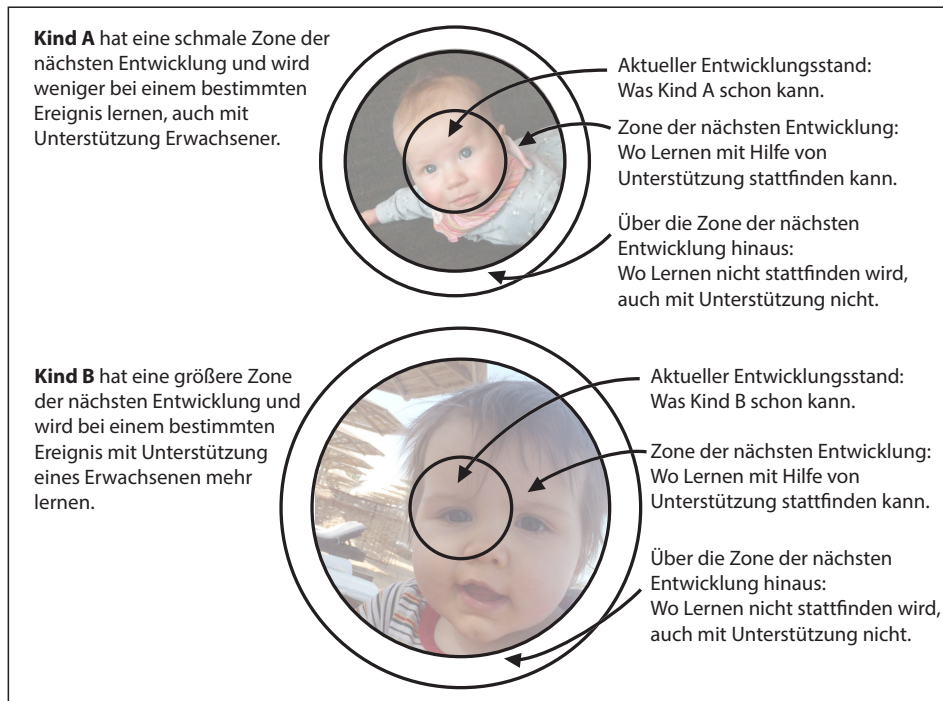 Kind A hat eine schmale Zone der
nächsten Entwicklung und wird
weniger bei einem bestimmten
Ereignis lernen, auch mit
Unterstützung Erwachsener.
Aktueller Entwicklungsstand:
Was Kind A schon kann.
Zone der nächsten Entwicklung:
Wo Lernen mit Hilfe von
Unterstützung stattfinden kann.
Über die Zone der nächsten
Entwicklung hinaus:
Wo Lernen nicht stattfinden wird,
auch mit Unterstützung nicht.
Kind B hat eine größere Zone
der nächsten Entwicklung und
wird bei einem bestimmten
Ereignis mit Unterstützung
eines Erwachsenen mehr
lernen.
Aktueller Entwicklungsstand:
Was Kind B schon kann.
Zone der nächsten Entwicklung:
Wo Lernen mit Hilfe von
Unterstützung stattfinden kann.
Über die Zone der nächsten
Entwicklung hinaus:
Wo Lernen nicht stattfinden wird,
auch mit Unterstützung nicht.